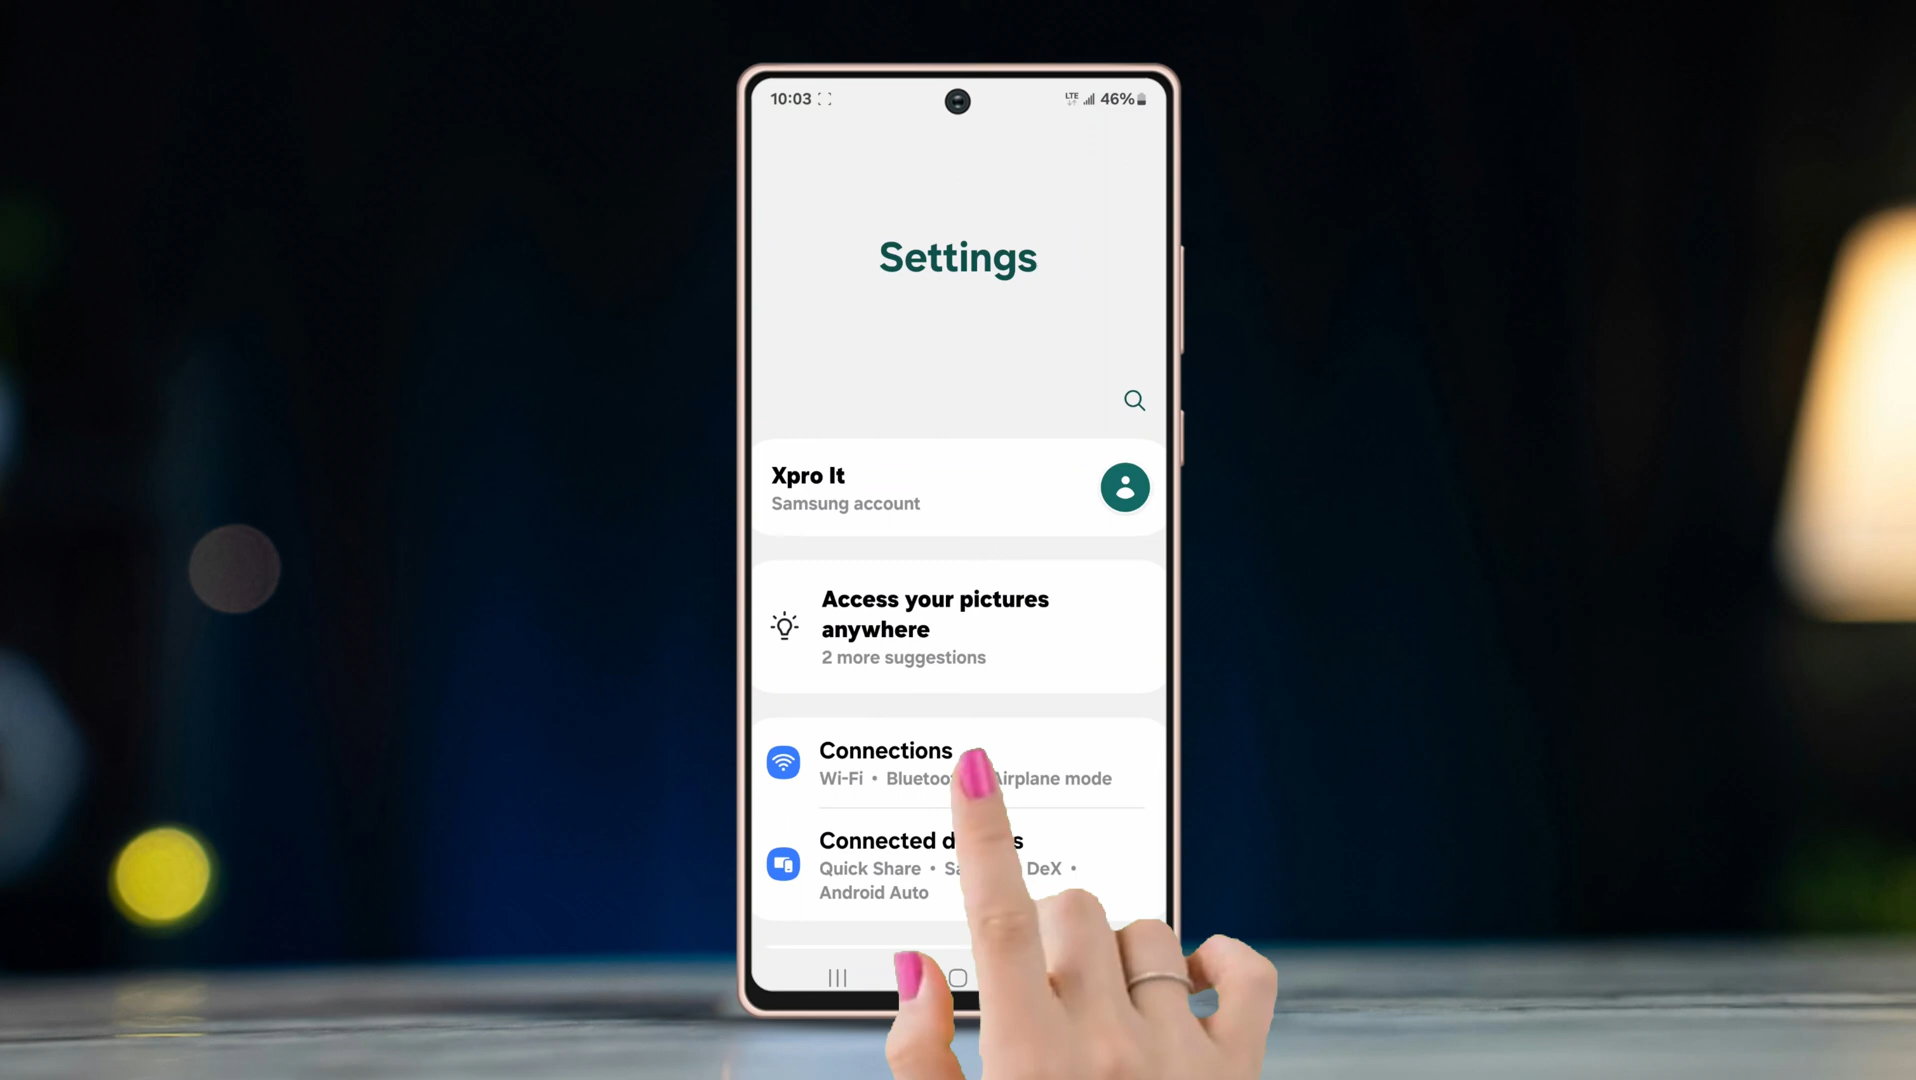 10:03
LTE 46%
Settings
Xpro It
Samsung account
Access your pictures
anywhere
2 more suggestions
Connections
Wi-Fi • Airplane mode
Connected
Quick Share • DeX •
Android Auto